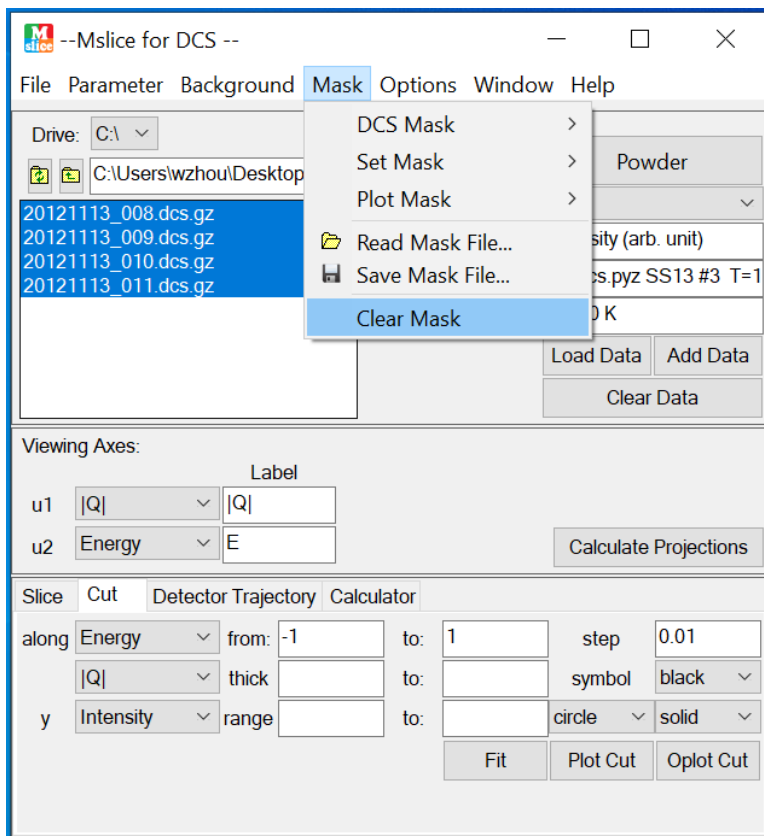 M
slice
--Mslice for DCS --
File Parameter Background Mask Options Window Help
Drive: C:\
DCS Mask
Set Mask
Plot Mask
Read Mask File...
Save Mask File...
Clear Mask
C:\Users\wzhou\Desktop
20121113_008.dcs.gz
20121113_009.dcs.gz
20121113_010.dcs.gz
20121113_011.dcs.gz
Powder
(arb. unit)
SS13 #3 T=1
K
Load Data Add Data
Clear Data
Viewing Axes:
Label
u1 |Q| |Q|
u2 Energy E
Calculate Projections
Slice Cut Detector Trajectory Calculator
along Energy from: -1 to: 1 step 0.01
|Q| thick to: symbol black
y Intensity range to: circle solid
Fit Plot Cut Oplot Cut